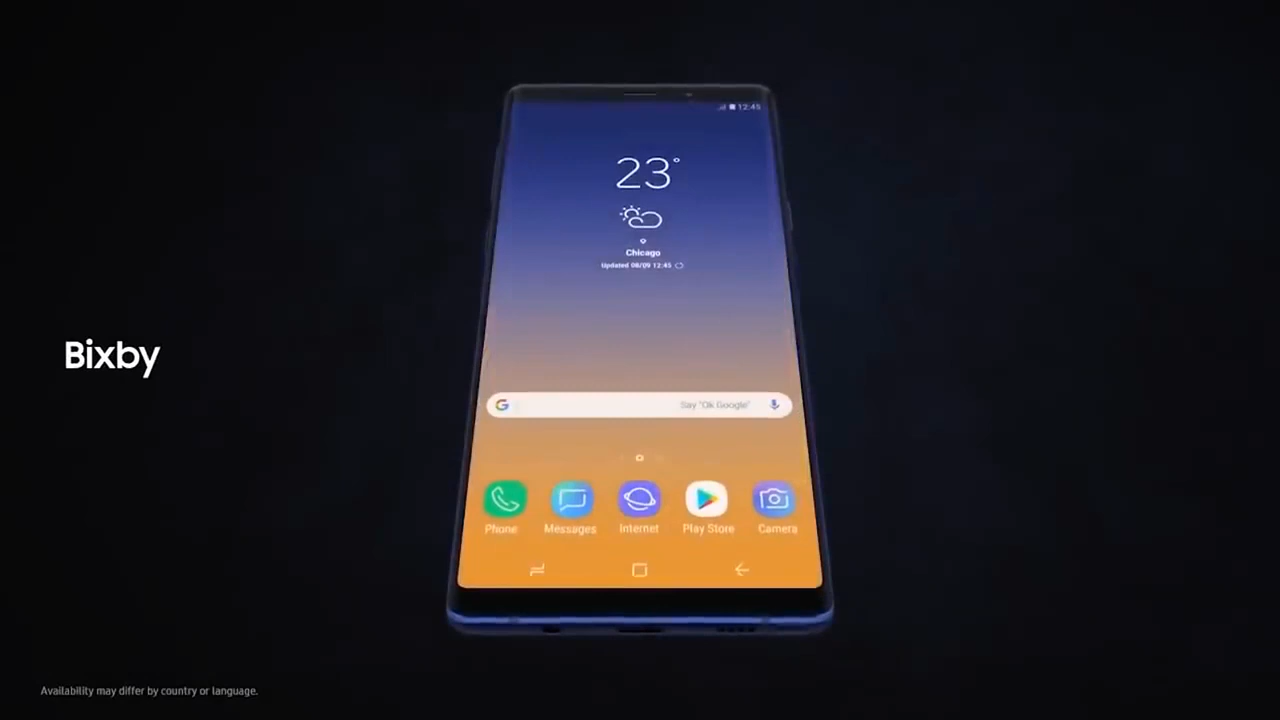 12:45
23°
Chicago
Updated 08/09 12:45
Bixby
Say "Ok Google"
Phone Messages Internet Play Store Camera
Availability may differ by country or language.